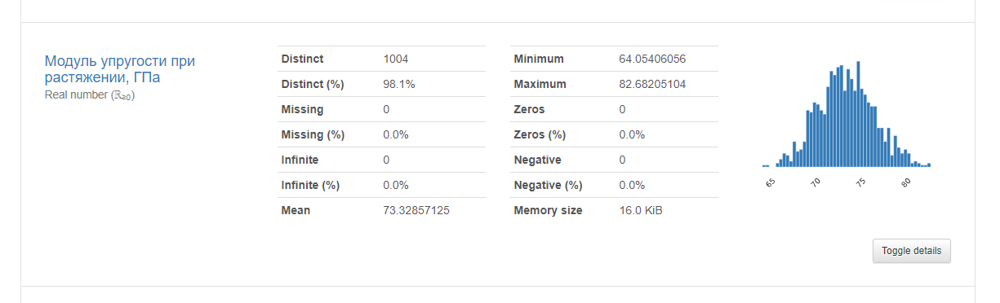 Модуль упругости при
растяжении, ГПа
Real number (ℝ≥0)
Distinct 1004
Distinct (%) 98.1%
Missing 0
Missing (%) 0.0%
Infinite 0
Infinite (%) 0.0%
Mean 73.32857125
Minimum 64.05406056
Maximum 82.68205104
Zeros 0
Zeros (%) 0.0%
Negative 0
Negative (%) 0.0%
Memory size 16.0 KiB
65 70 75 80
Toggle details